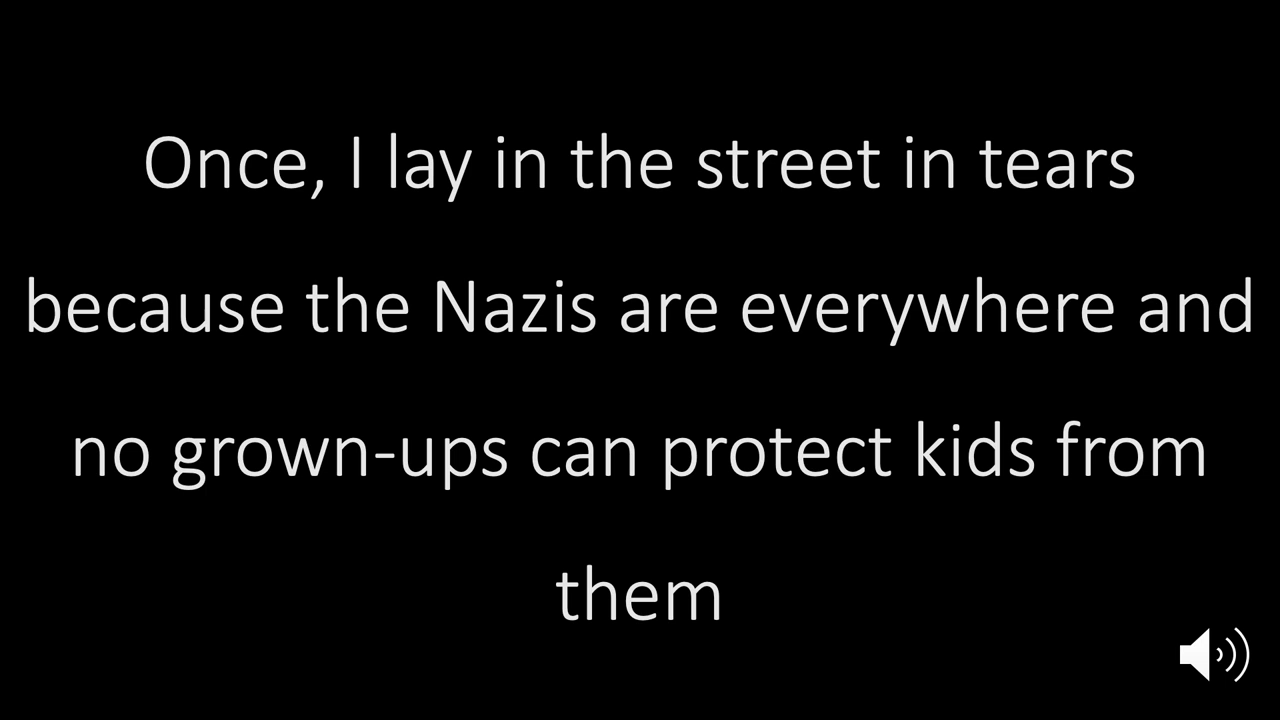 Once, I lay in the street in tears
because the Nazis are everywhere and
no grown-ups can protect kids from
them